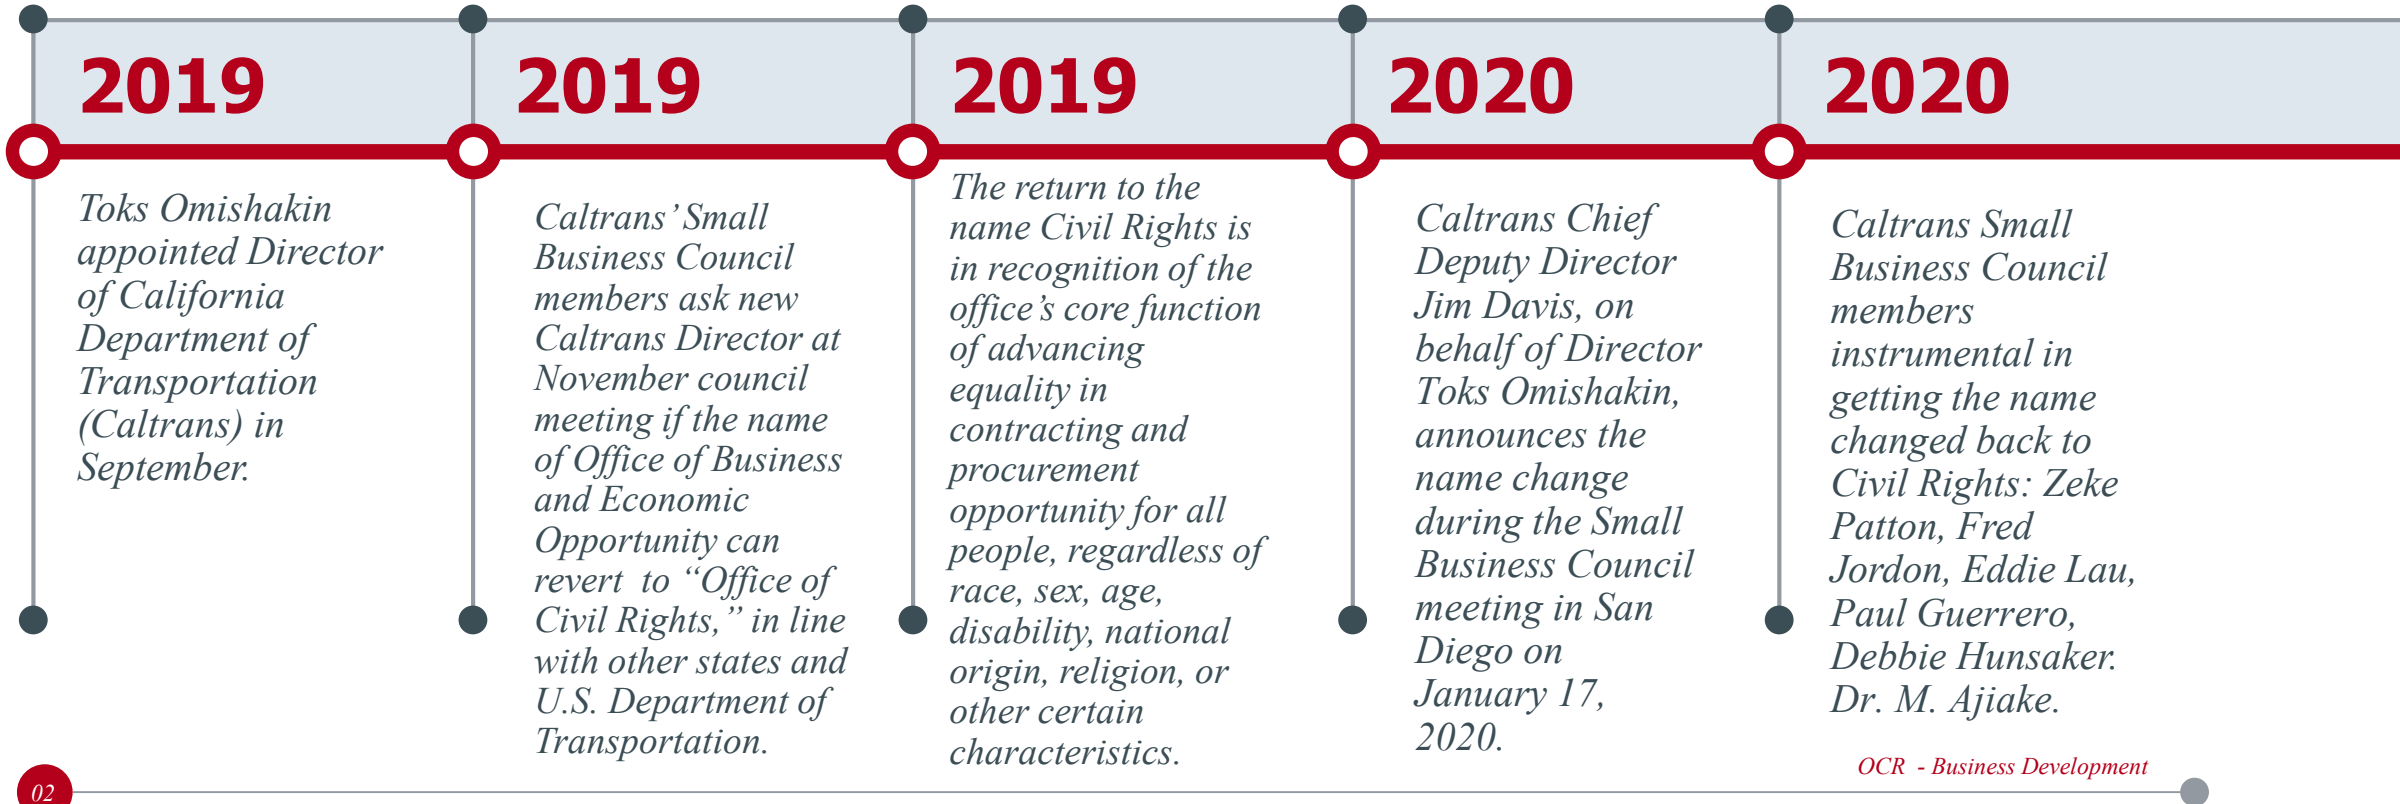 2019
Toks Omishakin
appointed Director
of California
Department of
Transportation
(Caltrans) in
September.
2019
Caltrans’ Small
Business Council
members ask new
Caltrans Director at
November council
meeting if the name
of Office of Business
and Economic
Opportunity can
revert  to “Office of
Civil Rights,” in line
with other states and
U.S. Department of
Transportation.
2019
The return to the
name Civil Rights is
in recognition of the
office’s core function
of advancing
equality in
contracting and
procurement
opportunity for all
people, regardless of
race, sex, age,
disability, national
origin, religion, or
other certain
characteristics.
2020
Caltrans Chief
Deputy Director
Jim Davis, on
behalf of Director
Toks Omishakin,
announces the
name change
during the Small
Business Council
meeting in San
Diego on
January 17,
2020.
2020
Caltrans Small
Business Council
members
instrumental in
getting the name
changed back to
Civil Rights: Zeke
Patton, Fred
Jordon, Eddie Lau,
Paul Guerrero,
Debbie Hunsaker.
Dr. M. Ajiake.
OCR  - Business Development
02